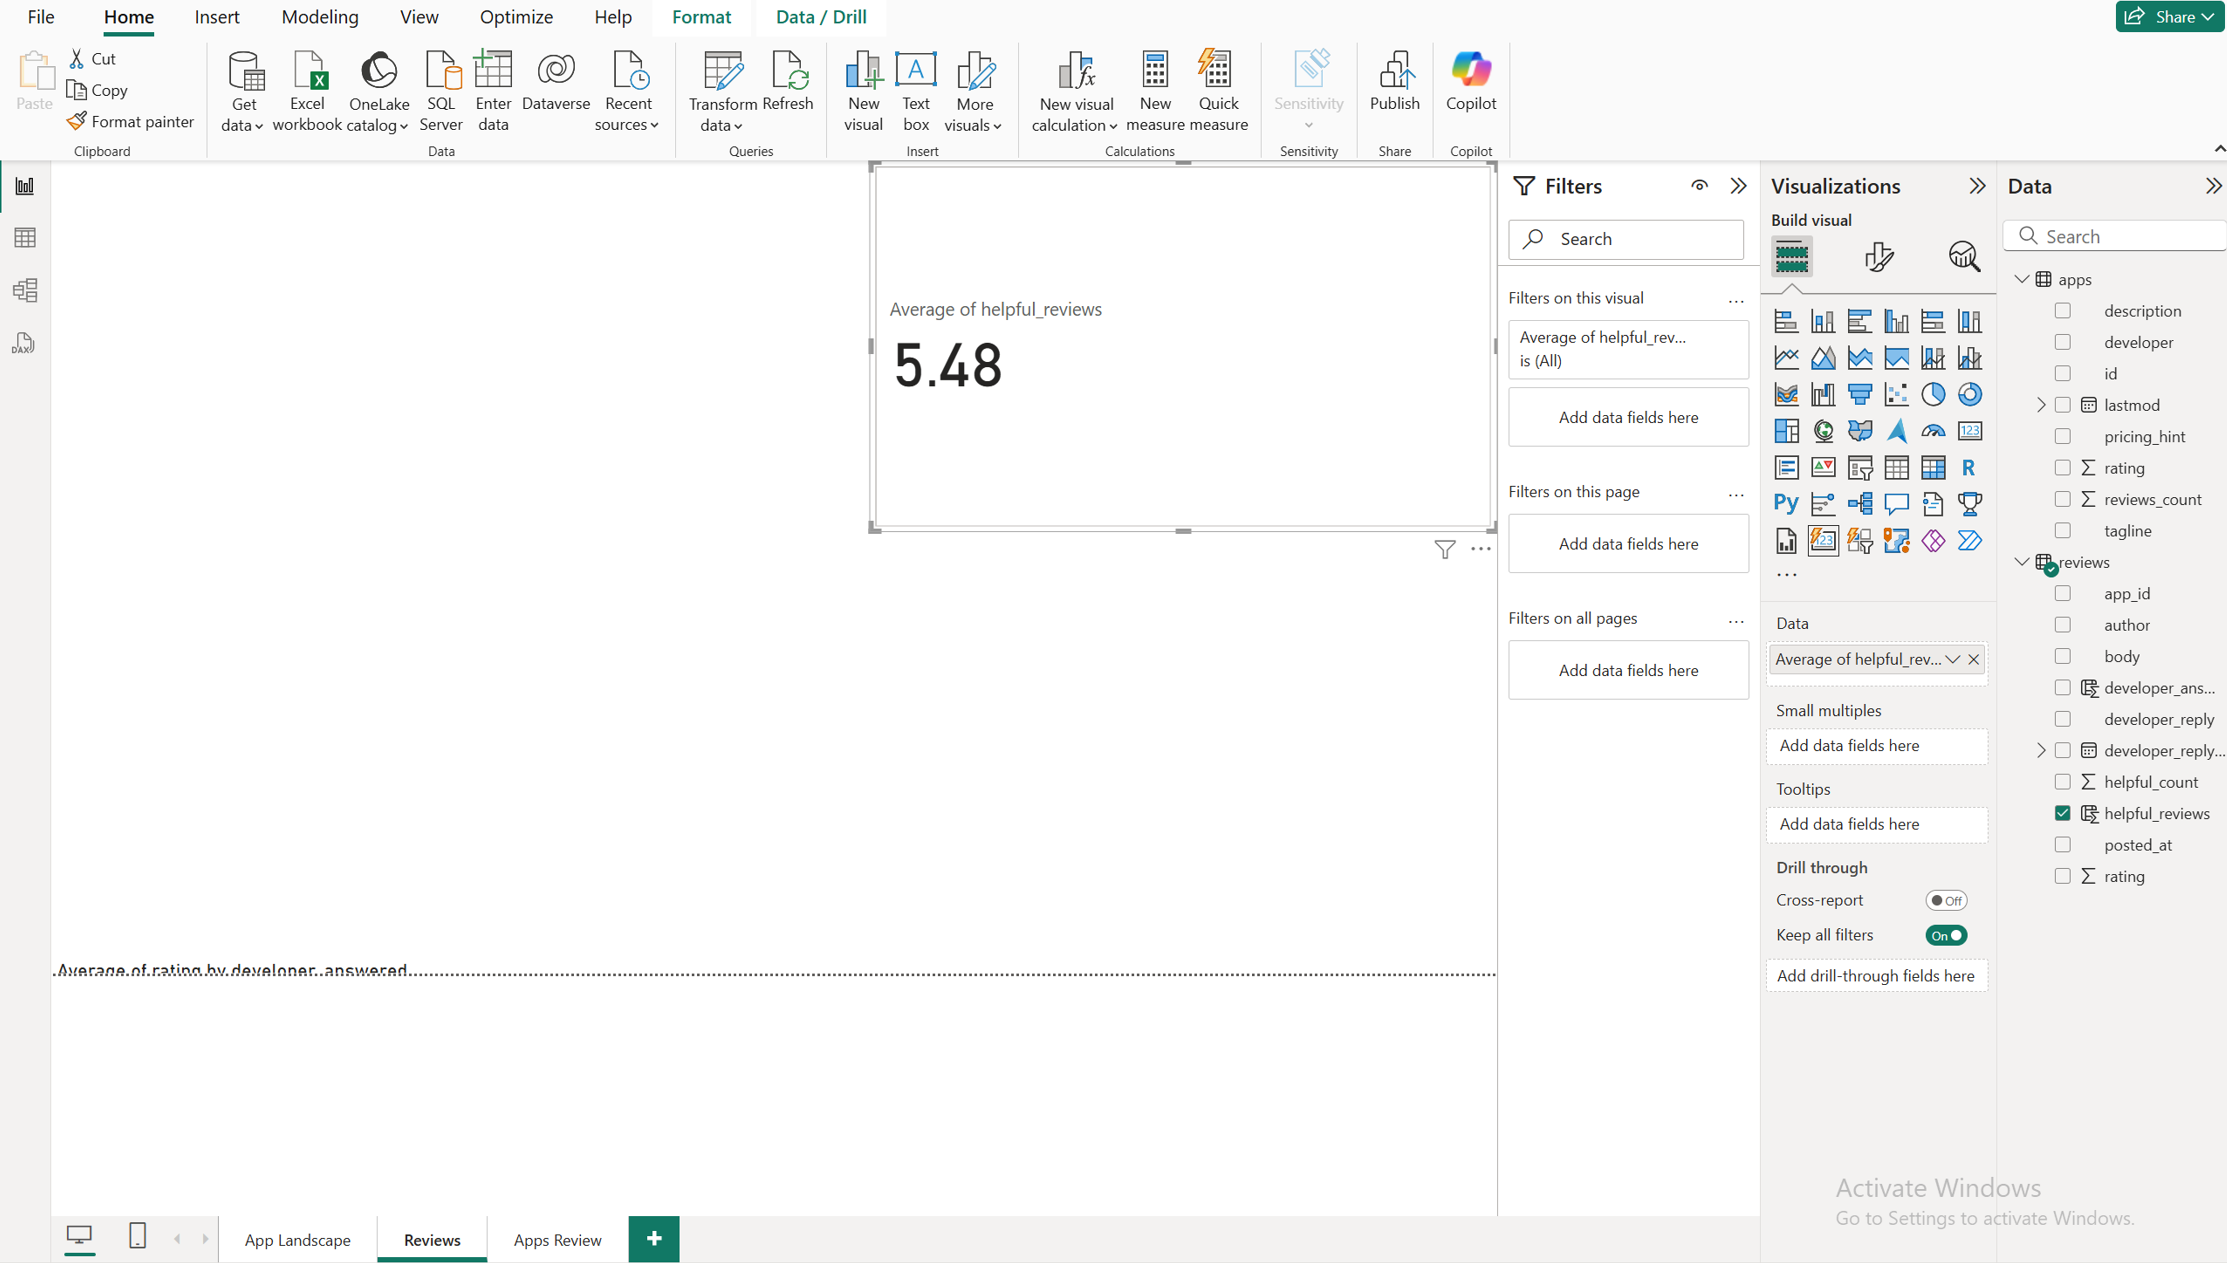 File Home Insert Modeling View Optimize Help Format Data / Drill Share
Paste
Cut
Copy
Format painter
Clipboard
Get data
Excel workbook
OneLake catalog
SQL Server
Enter data
Dataverse
Recent sources
Data
Transform data
Refresh
Queries
New visual
Text box
More visuals
Insert
New visual calculation
New measure
Quick measure
Calculations
Sensitivity
Sensitivity
Publish
Share
Copilot
Copilot
DAX
Average of helpful_reviews
5.48
Average of rating by developer_answered
Filters
Search
Filters on this visual ...
Average of helpful_rev...
is (All)
Add data fields here
Filters on this page ...
Add data fields here
Filters on all pages ...
Add data fields here
Visualizations
Build visual
123
R
Py
123
...
Data
Average of helpful_rev...
Small multiples
Add data fields here
Tooltips
Add data fields here
Drill through
Cross-report Off
Keep all filters On
Add drill-through fields here
Data
Search
apps
description
developer
id
lastmod
pricing_hint
rating
reviews_count
tagline
reviews
app_id
author
body
developer_ans...
developer_reply
developer_reply...
helpful_count
helpful_reviews
posted_at
rating
Activate Windows
Go to Settings to activate Windows.
App Landscape Reviews Apps Review +